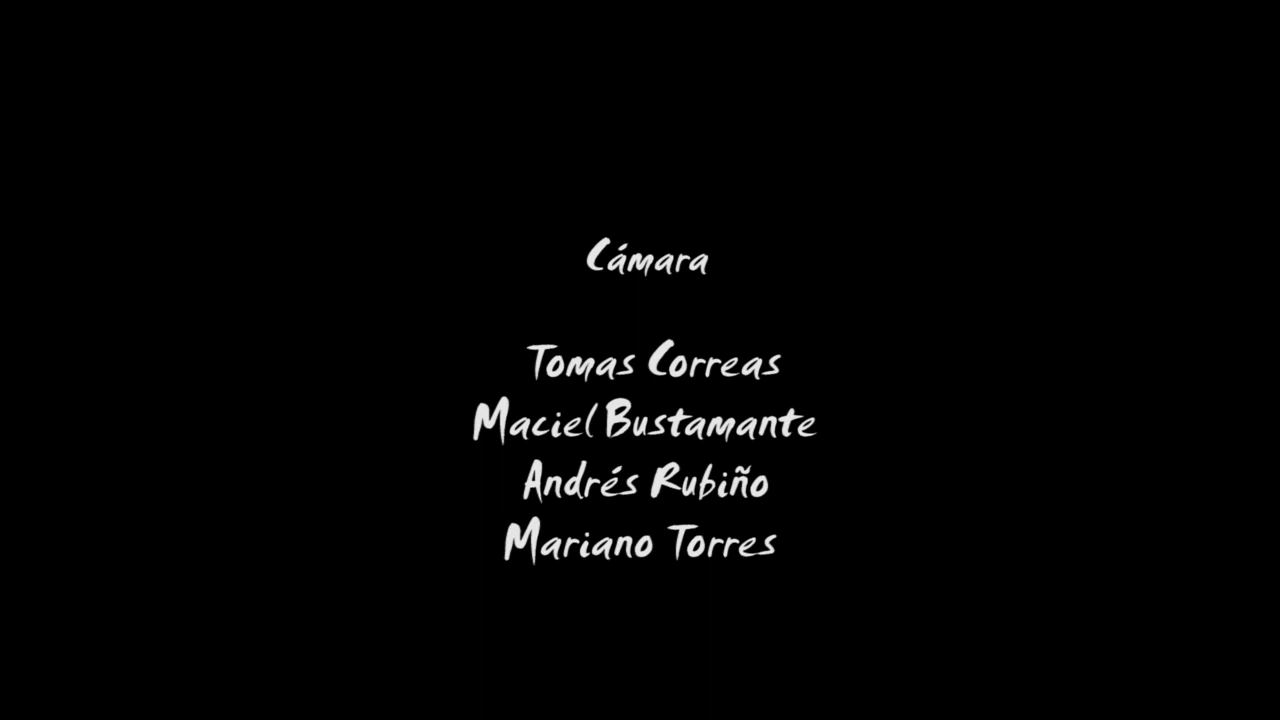 Cámara
Tomas Correas
Maciel Bustamante
Andrés Rubiño
Mariano Torres